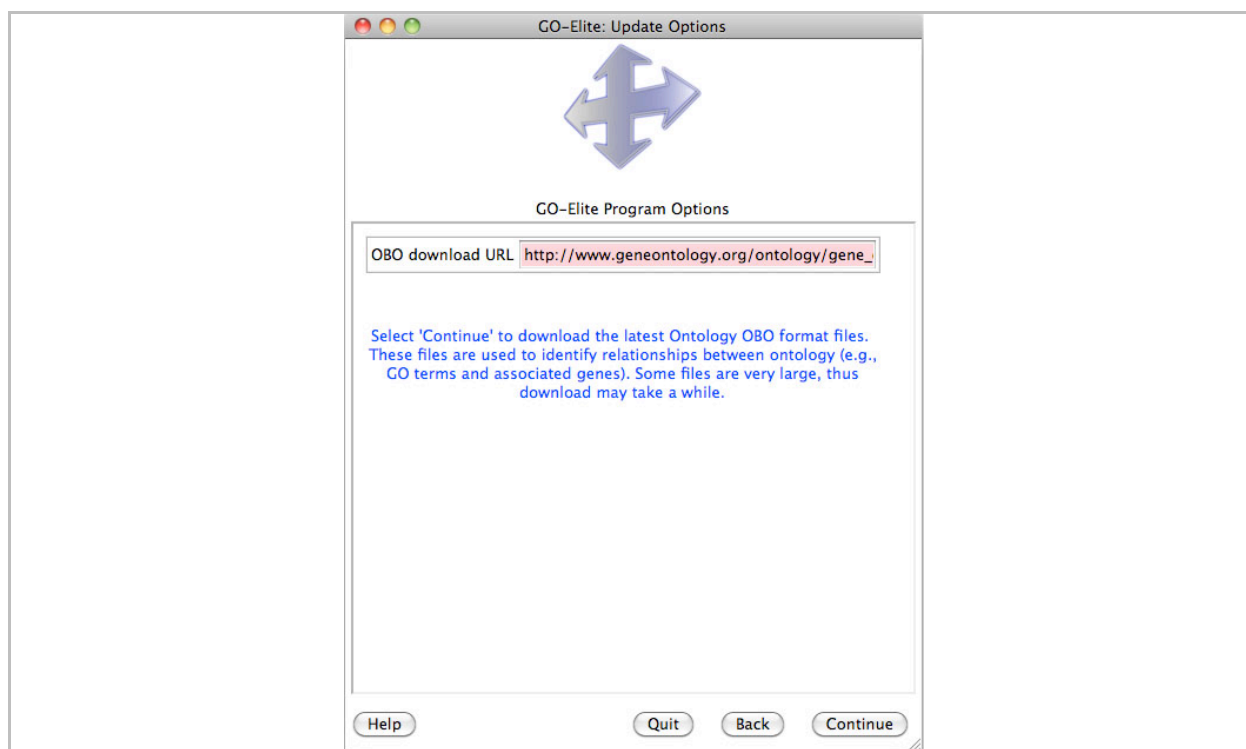 GO-Elite: Update Options
GO-Elite Program Options
OBO download URL http://www.geneontology.org/ontology/gene_
Select 'Continue' to download the latest Ontology OBO format files.
These files are used to identify relationships between ontology (e.g.,
GO terms and associated genes). Some files are very large, thus
download may take a while.
Help Quit Back Continue